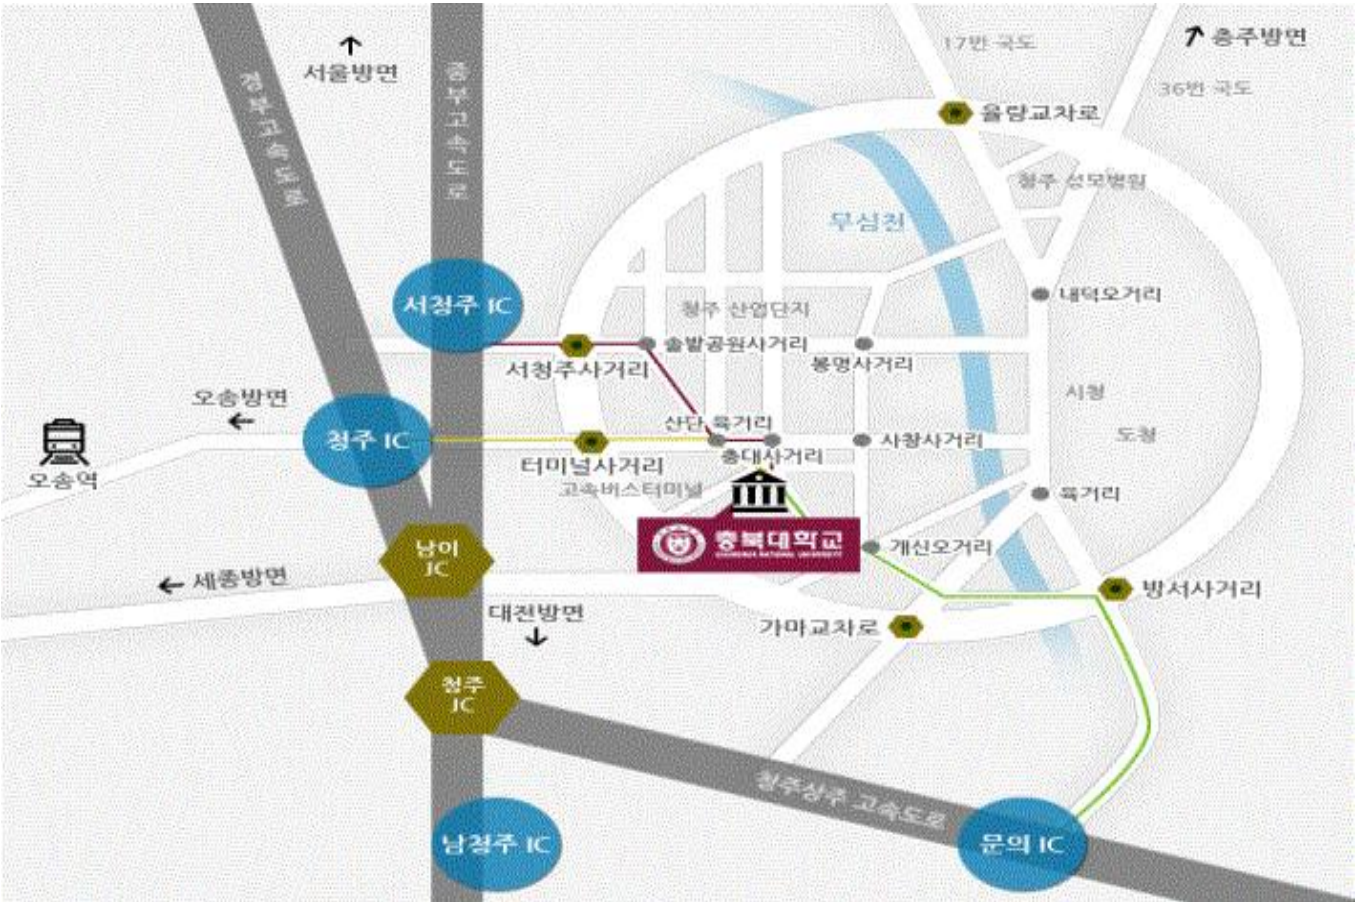 17번 국도
충주방면
서울방면
경부고속도로
중부고속도로
36번 국도
율량교차로
청주 성모병원
무심천
서청주 IC
내덕오거리
청주 산업단지
솔밭공원사거리
봉명사거리
서청주사거리
오송방면
시청
산단 육거리
청주 IC
사창사거리
도청
충대사거리
터미널사거리
오송역
고속버스터미널
육거리
충북대학교
CHUNGBUK NATIONAL UNIVERSITY
개신오거리
남이
JC
세종방면
방서사거리
대전방면
가마교차로
청주
JC
청주상주 고속도로
남청주 IC
문의 IC